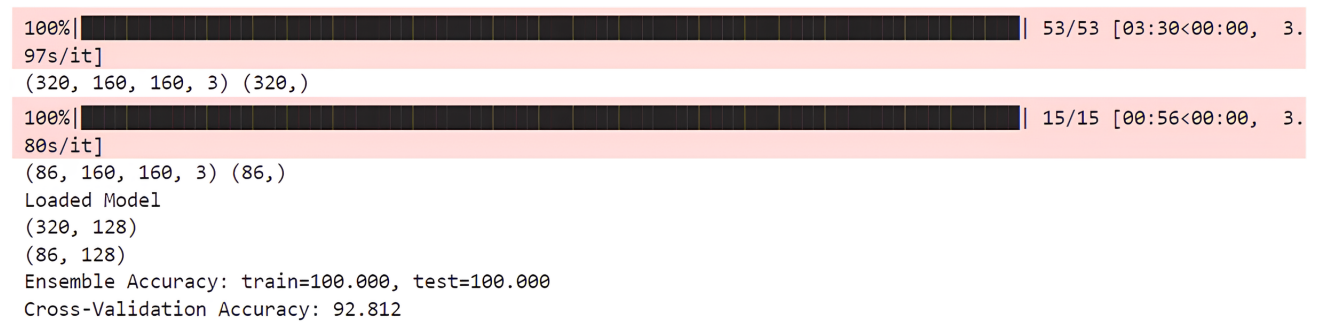 100%|██████████| 53/53 [03:30<00:00, 3.
97s/it]
(320, 160, 160, 3) (320,)
100%|██████████| 15/15 [00:56<00:00, 3.
80s/it]
(86, 160, 160, 3) (86,)
Loaded Model
(320, 128)
(86, 128)
Ensemble Accuracy: train=100.000, test=100.000
Cross-Validation Accuracy: 92.812